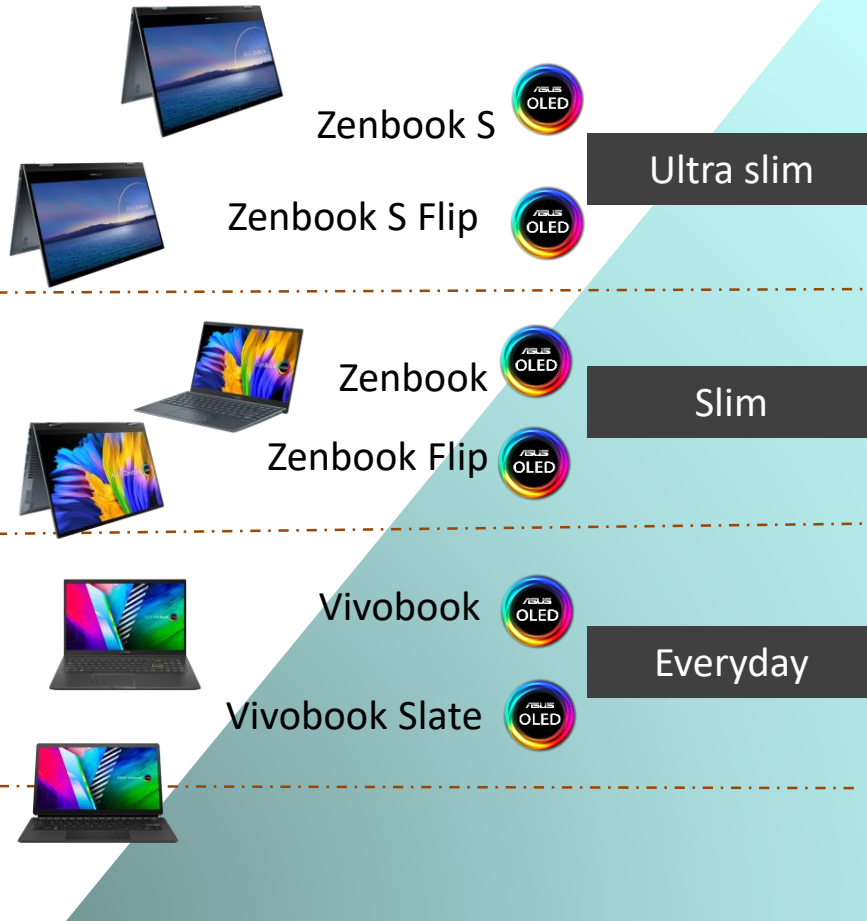 Zenbook S
ASUS
OLED
Ultra slim
Zenbook S Flip
ASUS
OLED
Zenbook
ASUS
OLED
Slim
Zenbook Flip
ASUS
OLED
Vivobook
ASUS
OLED
Everyday
Vivobook Slate
ASUS
OLED